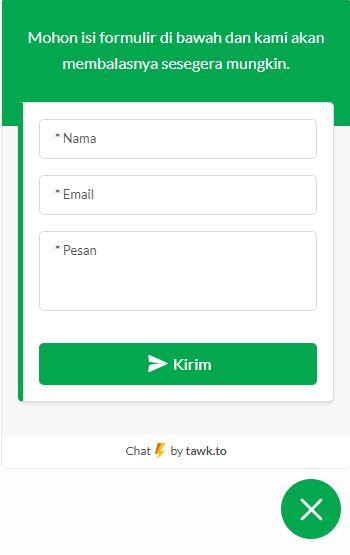 Mohon isi formulir di bawah dan kami akan
membalasnya sesegera mungkin.
* Nama
* Email
* Pesan
Kirim
Chat by tawk.to